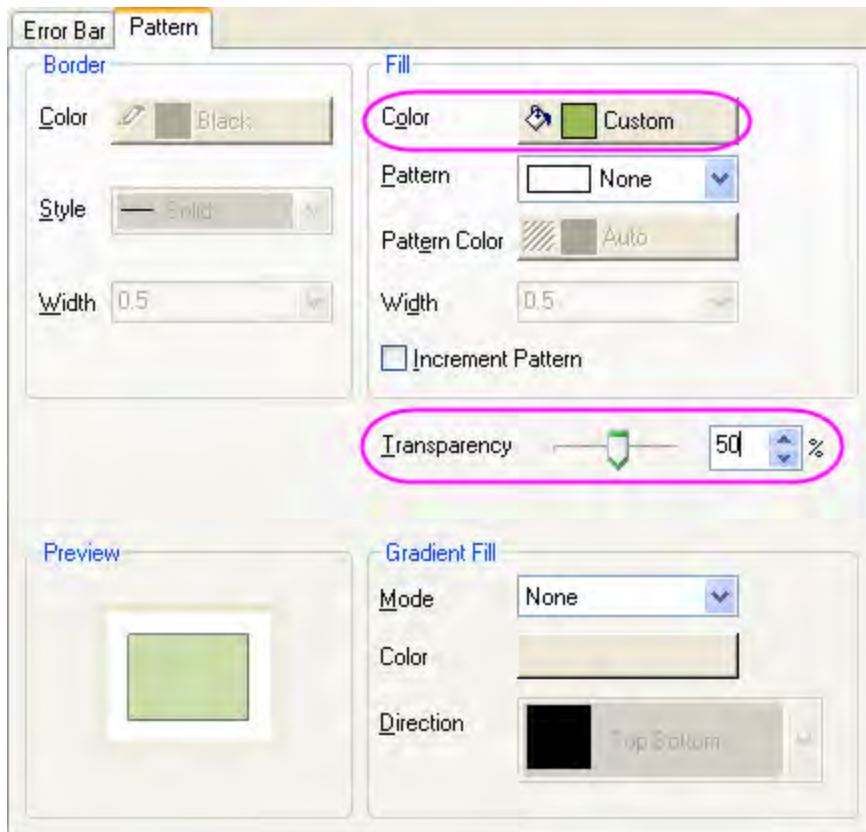 Error Bar Pattern
Border
Color Black
Style Solid
Width 0.5
Fill
Color Custom
Pattern None
Pattern Color Auto
Width 0.5
Increment Pattern
Transparency 50 %
Preview
Gradient Fill
Mode None
Color
Direction Top Bottom